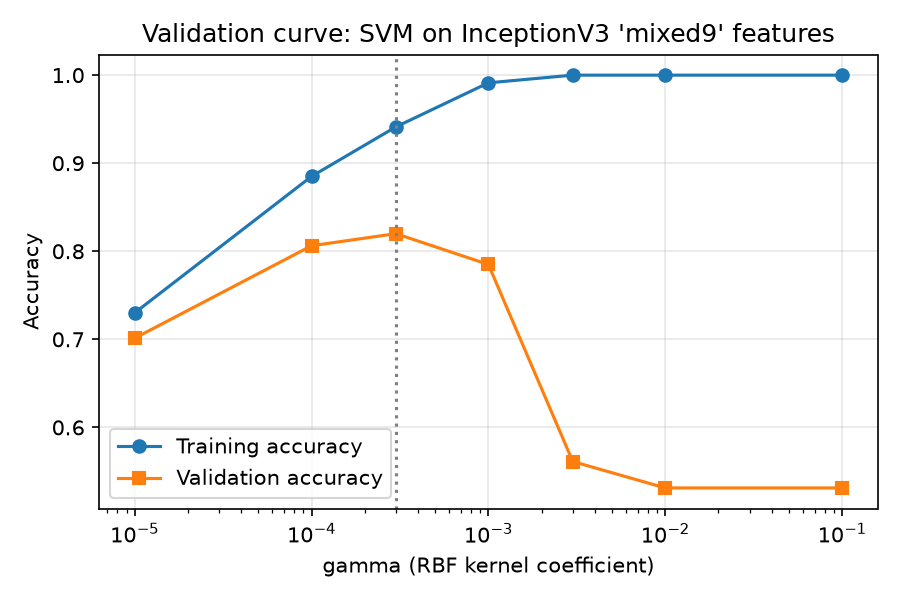 Validation curve: SVM on InceptionV3 'mixed9' features
Accuracy
1.0
0.9
0.8
0.7
0.6
Training accuracy
Validation accuracy
10⁻⁵ 10⁻⁴ 10⁻³ 10⁻² 10⁻¹
gamma (RBF kernel coefficient)